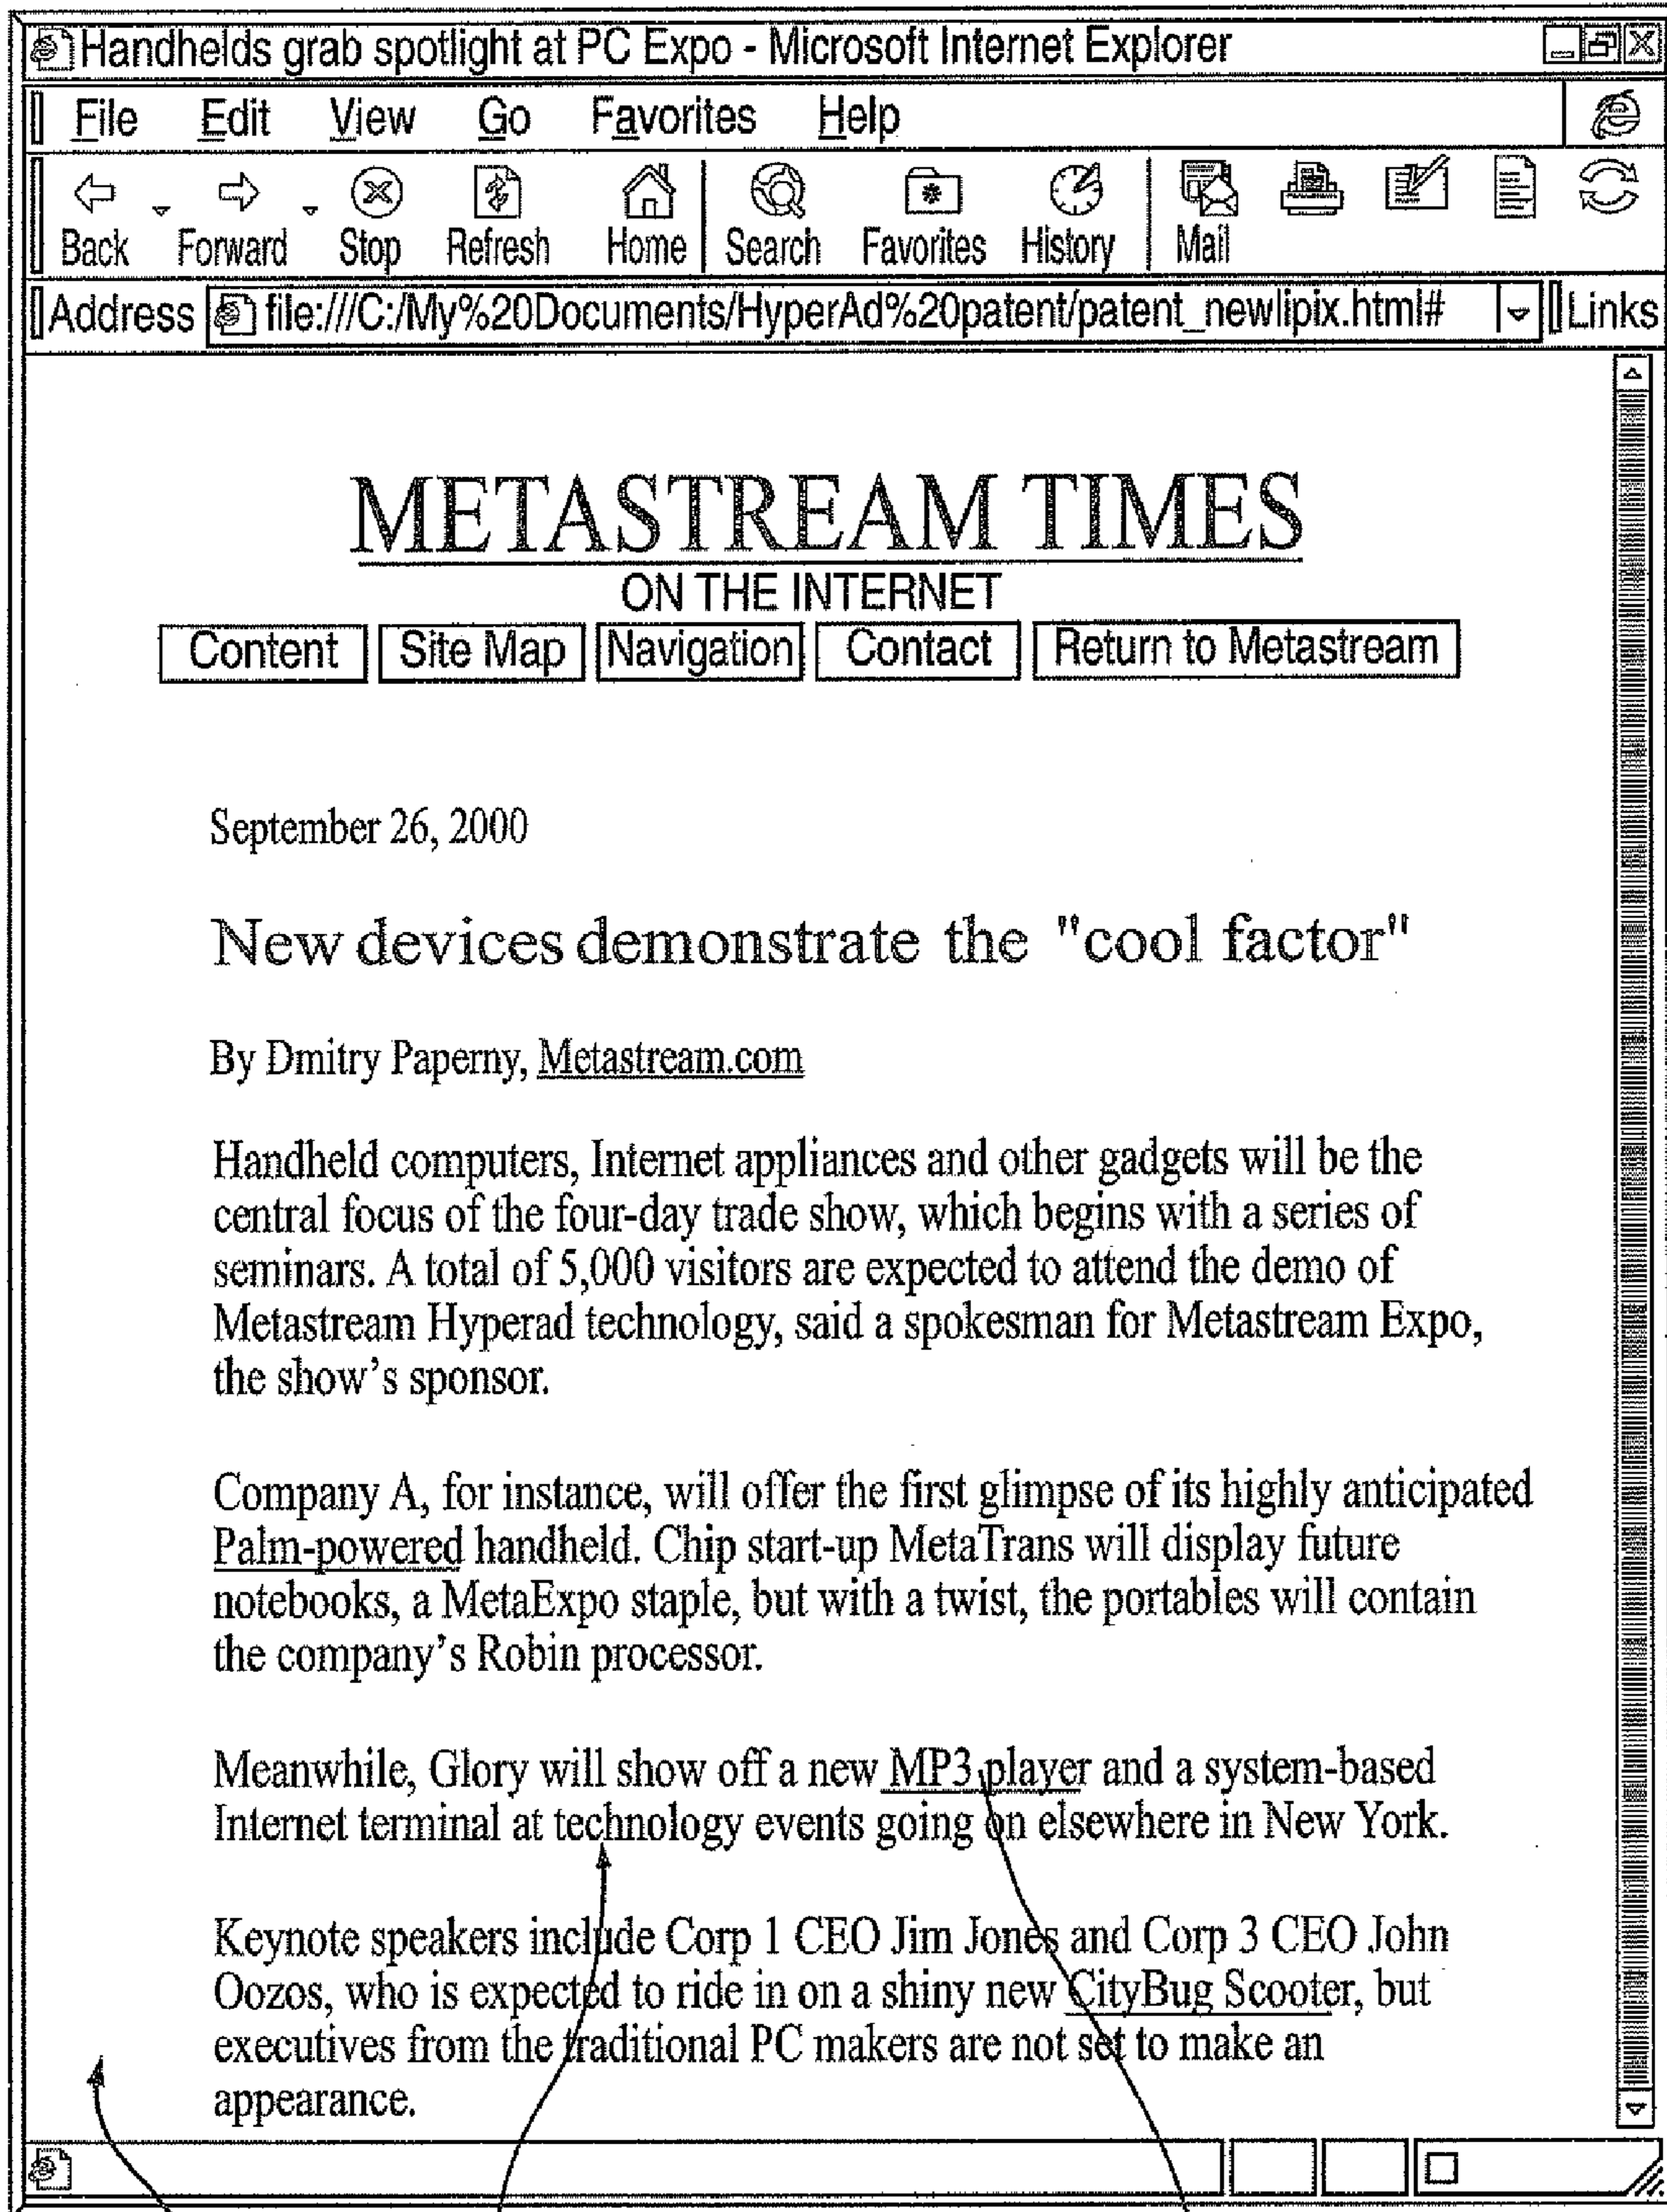 Handhelds grab spotlight at PC Expo - Microsoft Internet Explorer
File Edit View Go Favorites Help
Back Forward Stop Refresh Home Search Favorites History Mail
Address file:///C:/My%20Documents/HyperAd%20patent/patent_newlipix.html# Links
METASTREAM TIMES
ON THE INTERNET
Content Site Map Navigation Contact Return to Metastream
September 26, 2000
New devices demonstrate the "cool factor"
By Dmitry Paperny, Metastream.com
Handheld computers, Internet appliances and other gadgets will be the
central focus of the four-day trade show, which begins with a series of
seminars. A total of 5,000 visitors are expected to attend the demo of
Metastream Hyperad technology, said a spokesman for Metastream Expo,
the show's sponsor.
Company A, for instance, will offer the first glimpse of its highly anticipated
Palm-powered handheld. Chip start-up MetaTrans will display future
notebooks, a MetaExpo staple, but with a twist, the portables will contain
the company's Robin processor.
Meanwhile, Glory will show off a new MP3 player and a system-based
Internet terminal at technology events going on elsewhere in New York.
Keynote speakers include Corp 1 CEO Jim Jones and Corp 3 CEO John
Oozos, who is expected to ride in on a shiny new CityBug Scooter, but
executives from the traditional PC makers are not set to make an
appearance.